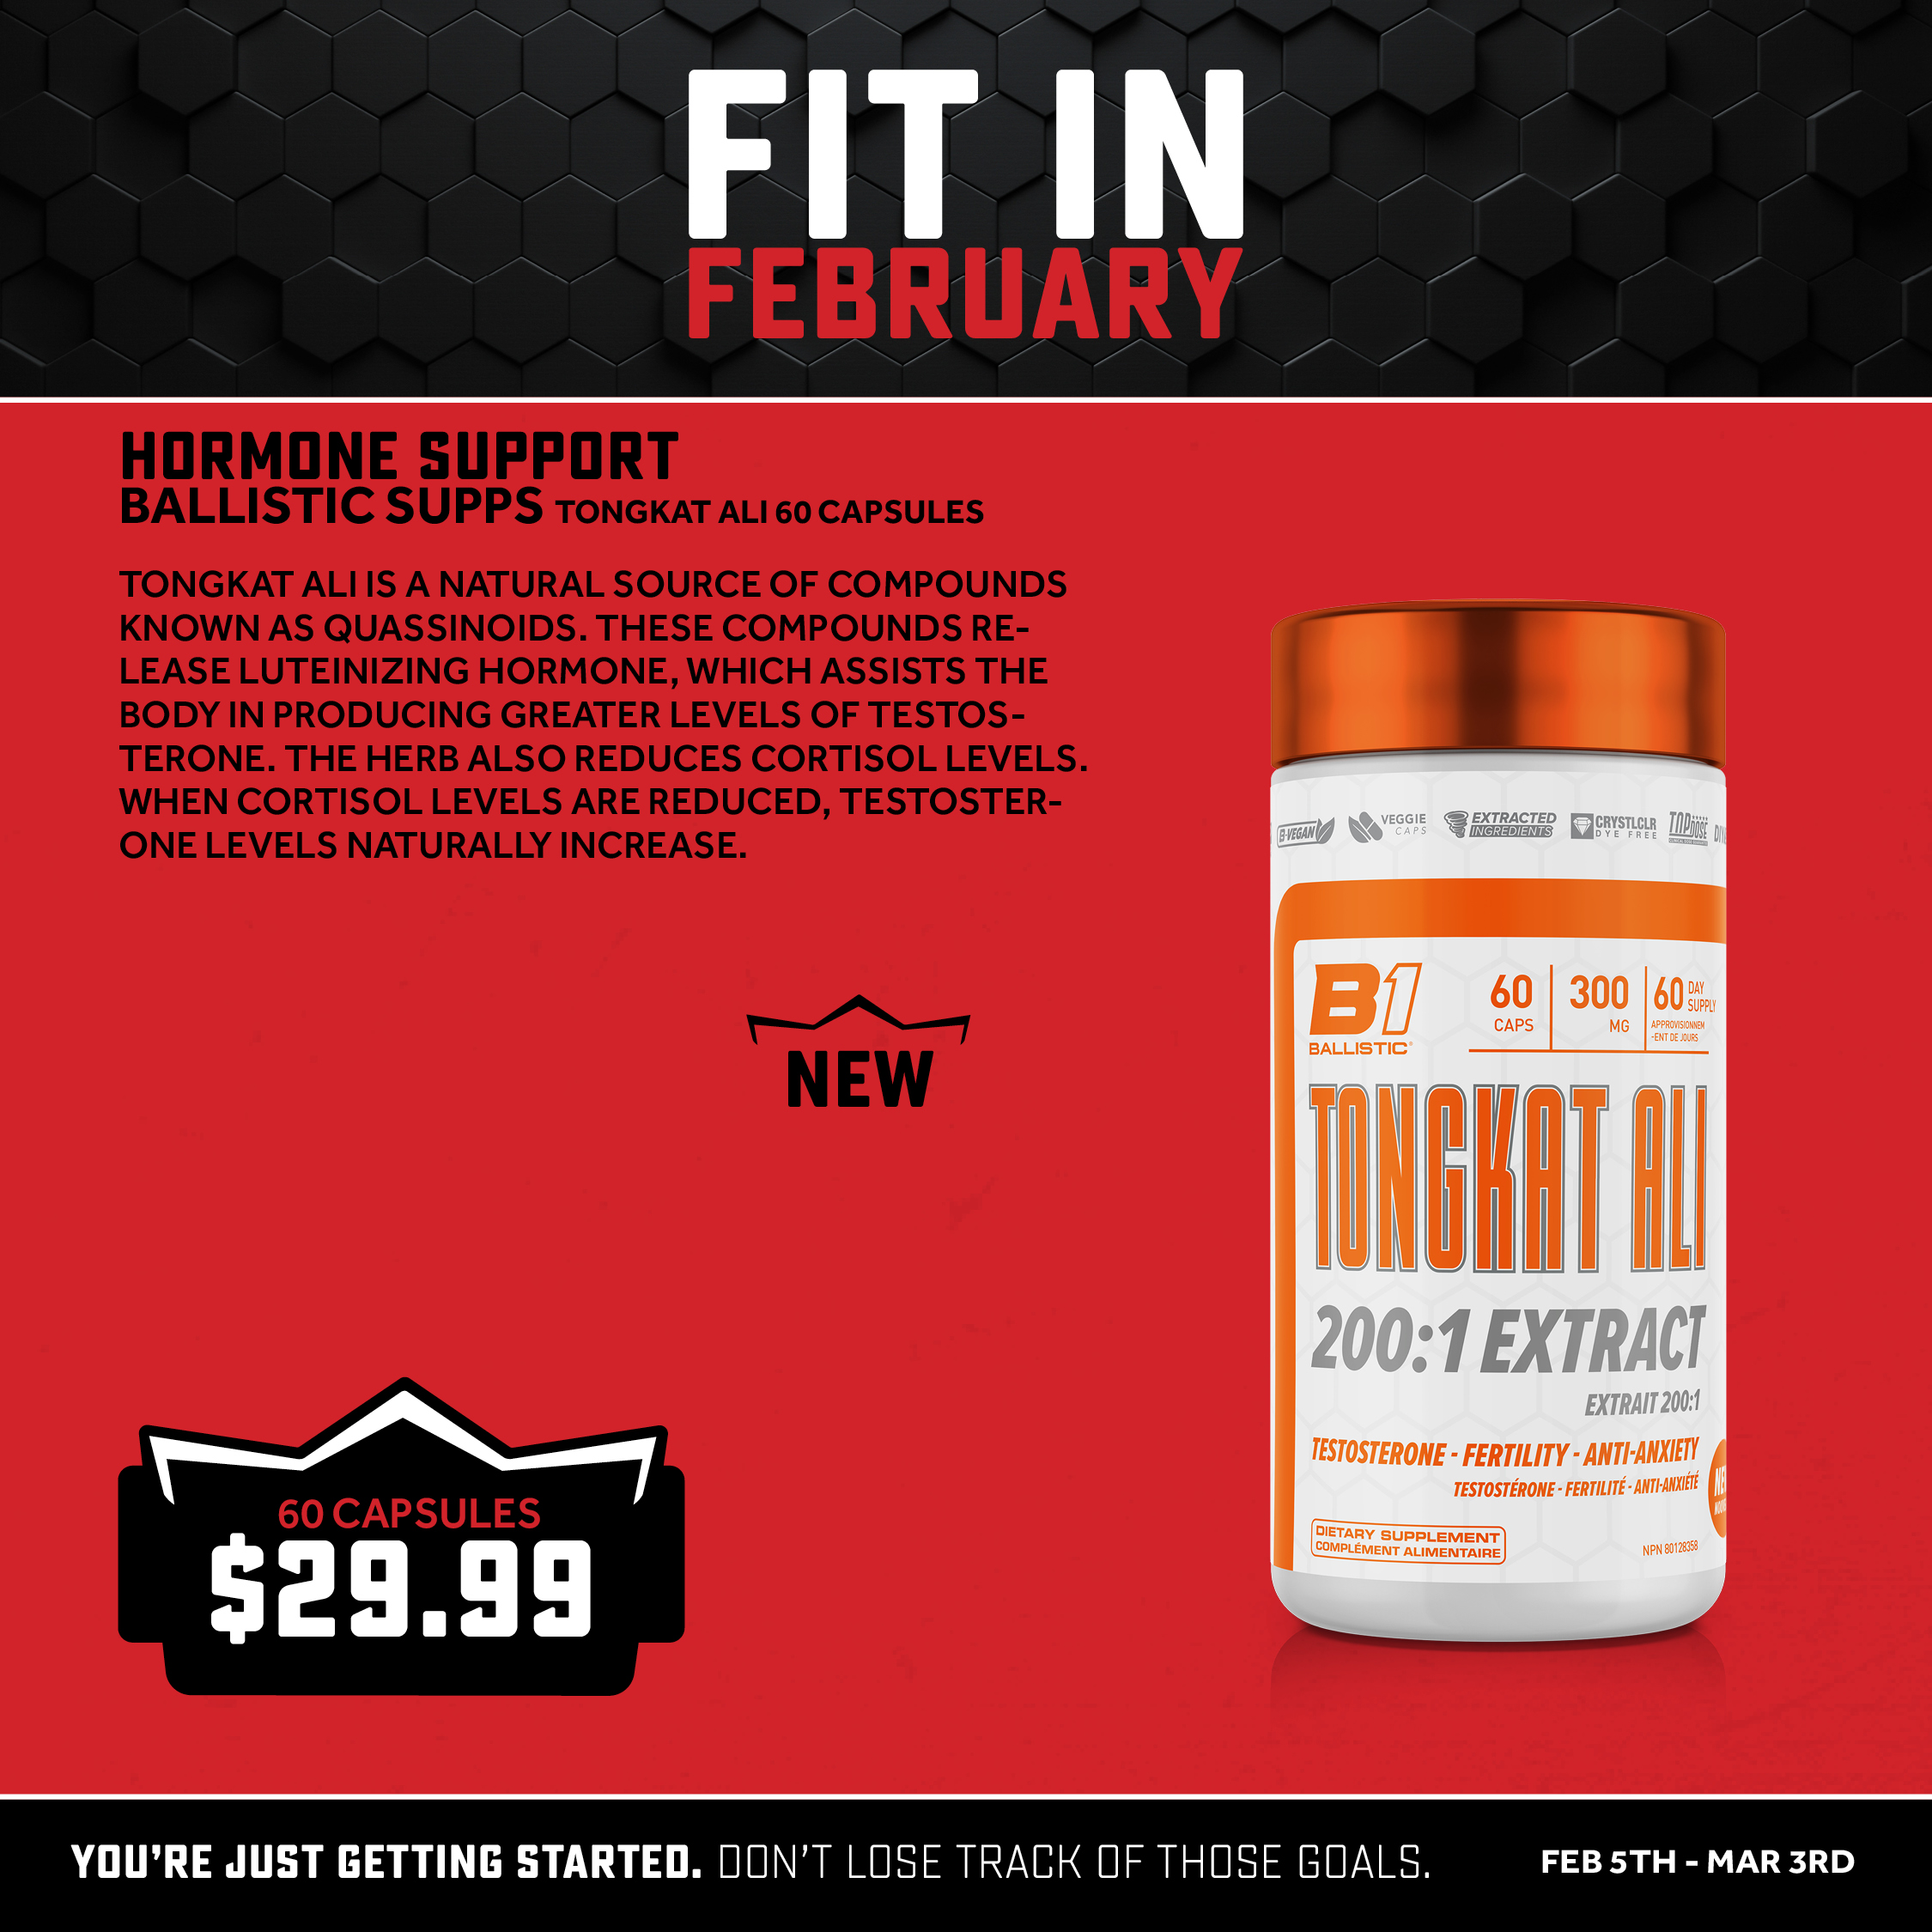 FIT IN
FEBRUARY
HORMONE SUPPORT
BALLISTIC SUPPS TONGKAT ALI 60 CAPSULES
TONGKAT ALI IS A NATURAL SOURCE OF COMPOUNDS
KNOWN AS QUASSINOIDS. THESE COMPOUNDS RE-
LEASE LUTEINIZING HORMONE, WHICH ASSISTS THE
BODY IN PRODUCING GREATER LEVELS OF TESTOS-
TERONE. THE HERB ALSO REDUCES CORTISOL LEVELS.
WHEN CORTISOL LEVELS ARE REDUCED, TESTOSTER-
ONE LEVELS NATURALLY INCREASE.
NEW
60 CAPSULES
$29.99
B-VEGAN
VEGGIE
CAPS
EXTRACTED
INGREDIENTS
CRYSTLCLR
DYE FREE
TOPDOSE
B1
BALLISTIC
60
CAPS
300
MG
60 DAY
SUPPLY
APPROVISIONNEM
-ENT DE JOURS
TONGKAT ALI
200:1 EXTRACT
EXTRAIT 200:1
TESTOSTERONE - FERTILITY - ANTI-ANXIETY
TESTOSTÉRONE - FERTILITÉ - ANTI-ANXIÉTÉ
DIETARY SUPPLEMENT
COMPLÉMENT ALIMENTAIRE
NPN 80128358
YOU'RE JUST GETTING STARTED. DON'T LOSE TRACK OF THOSE GOALS.
FEB 5TH - MAR 3RD